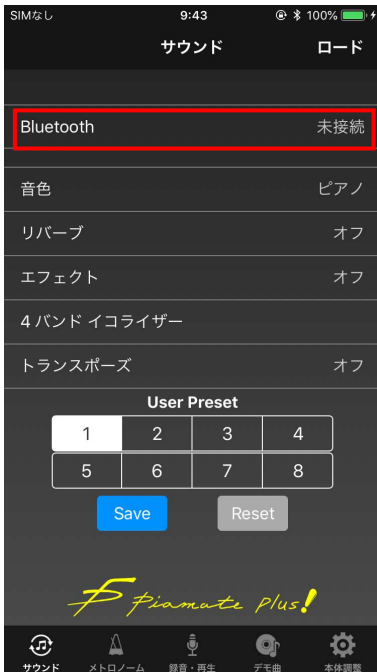 SIMなし 9:43 100%
サウンド ロード
Bluetooth 未接続
音色 ピアノ
リバーブ オフ
エフェクト オフ
4 バンド イコライザー
トランスポーズ オフ
User Preset
1 2 3 4
5 6 7 8
Save Reset
piamate plus!
サウンド メトロノーム 録音・再生 デモ曲 本体調整